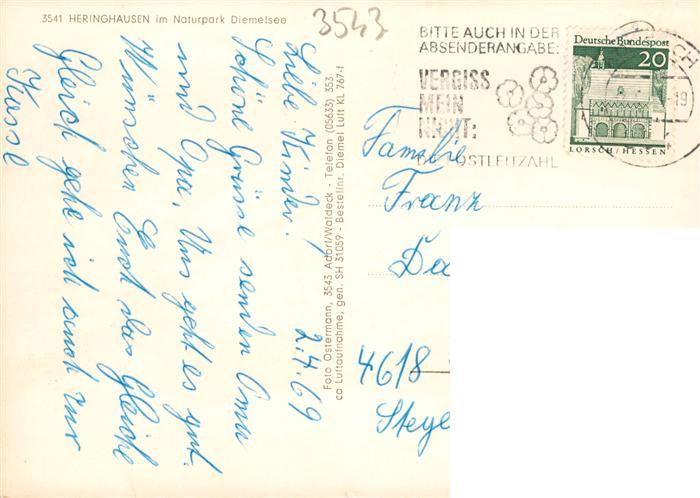 3541 HERINGHAUSEN im Naturpark Diemelsee
3543
2.4.69
Liebe Kinder.
Schöne Grüsse senden Oma
und Opa, Uns geht es gut.
Wünschen Euch das Gleiche
Gleich gehe ich zur
Foto Ostermann, 3543 Adorf/Waldeck - Telefon (05633) 353
ca Luftaufnahme, gen. SH 31059 - Bestellnr. Diemel Luft KL 767-f
BITTE AUCH IN DER
ABSENDERANGABE:
VERGISS
MEIN
NICHT:
POSTLEITZAHL
Deutsche Bundespost
20
LORSCH/HESSEN
19
Familie
Franz
Da
4618
Steye